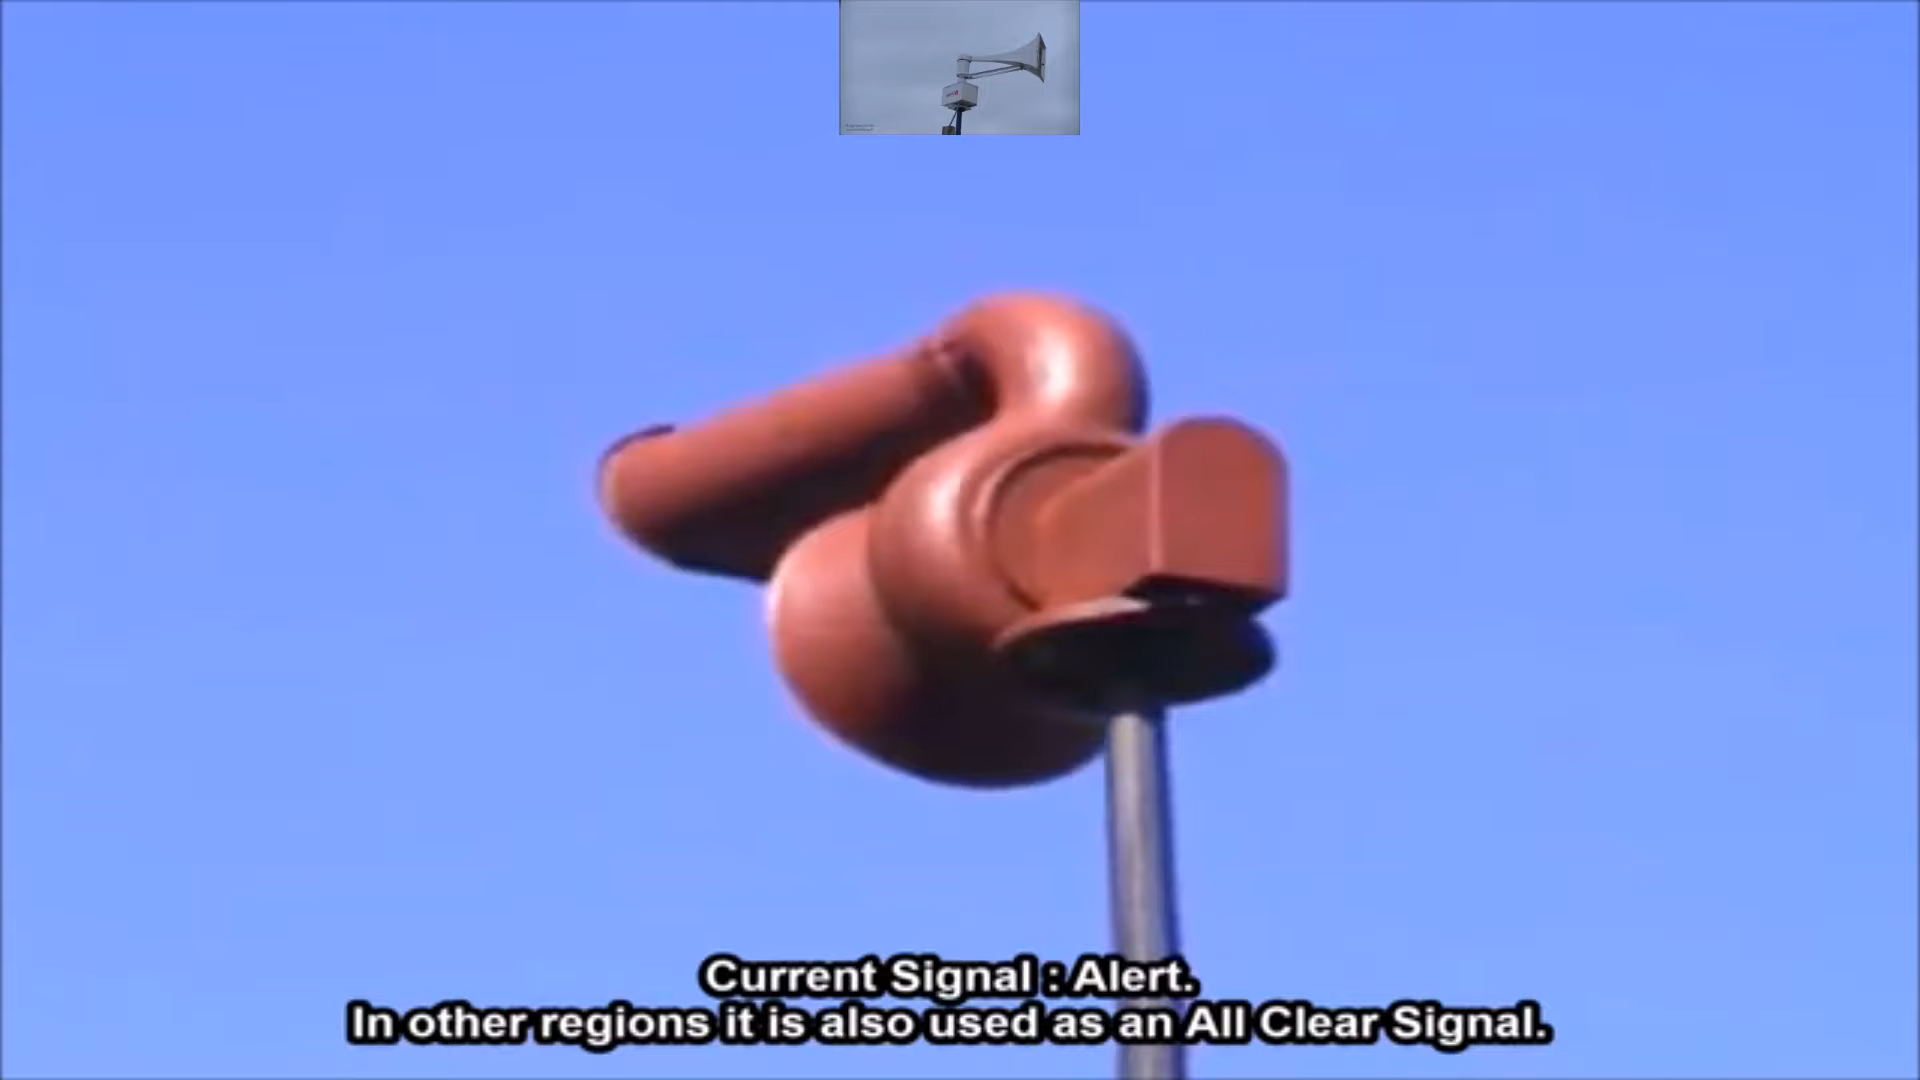 Current Signal : Alert.
In other regions it is also used as an All Clear Signal.